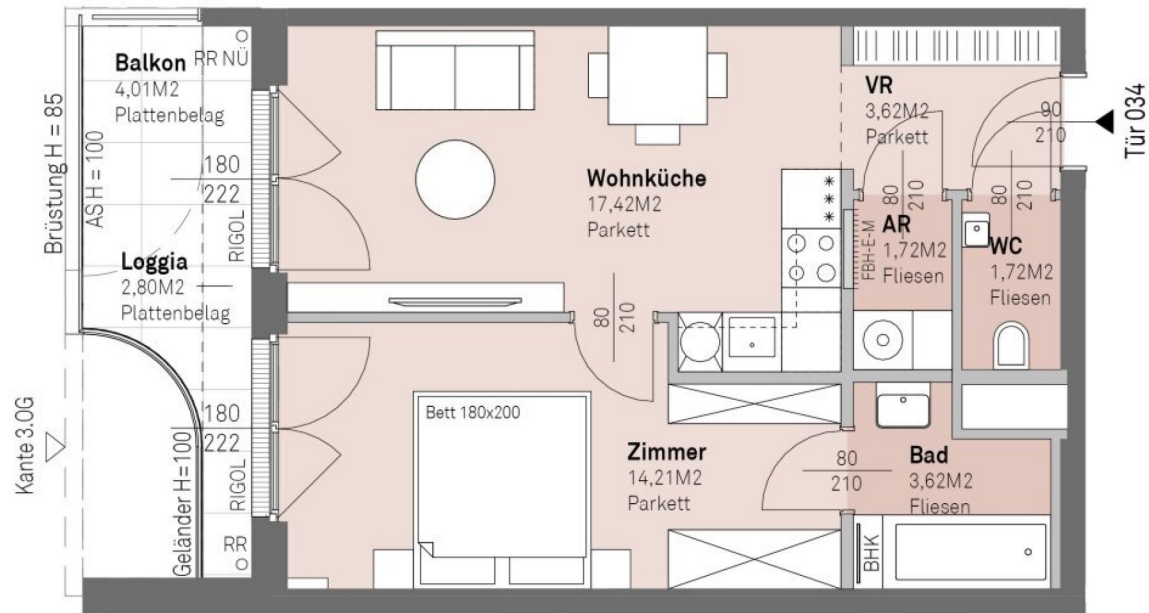 Balkon
4,01M2
Plattenbelag
RR NÜ
Brüstung H = 85
AS H = 100
180
222
RIGOL
Loggia
2,80M2
Plattenbelag
Kante 3.OG
Geländer H=100
180
222
RIGOL
RR
Wohnküche
17,42M2
Parkett
80
210
VR
3,62M2
Parkett
90
210
Tür 034
80
210
80
210
AR
1,72M2
Fliesen
FBH-E-M
WC
1,72M2
Fliesen
Bett 180x200
Zimmer
14,21M2
Parkett
80
210
Bad
3,62M2
Fliesen
BHK